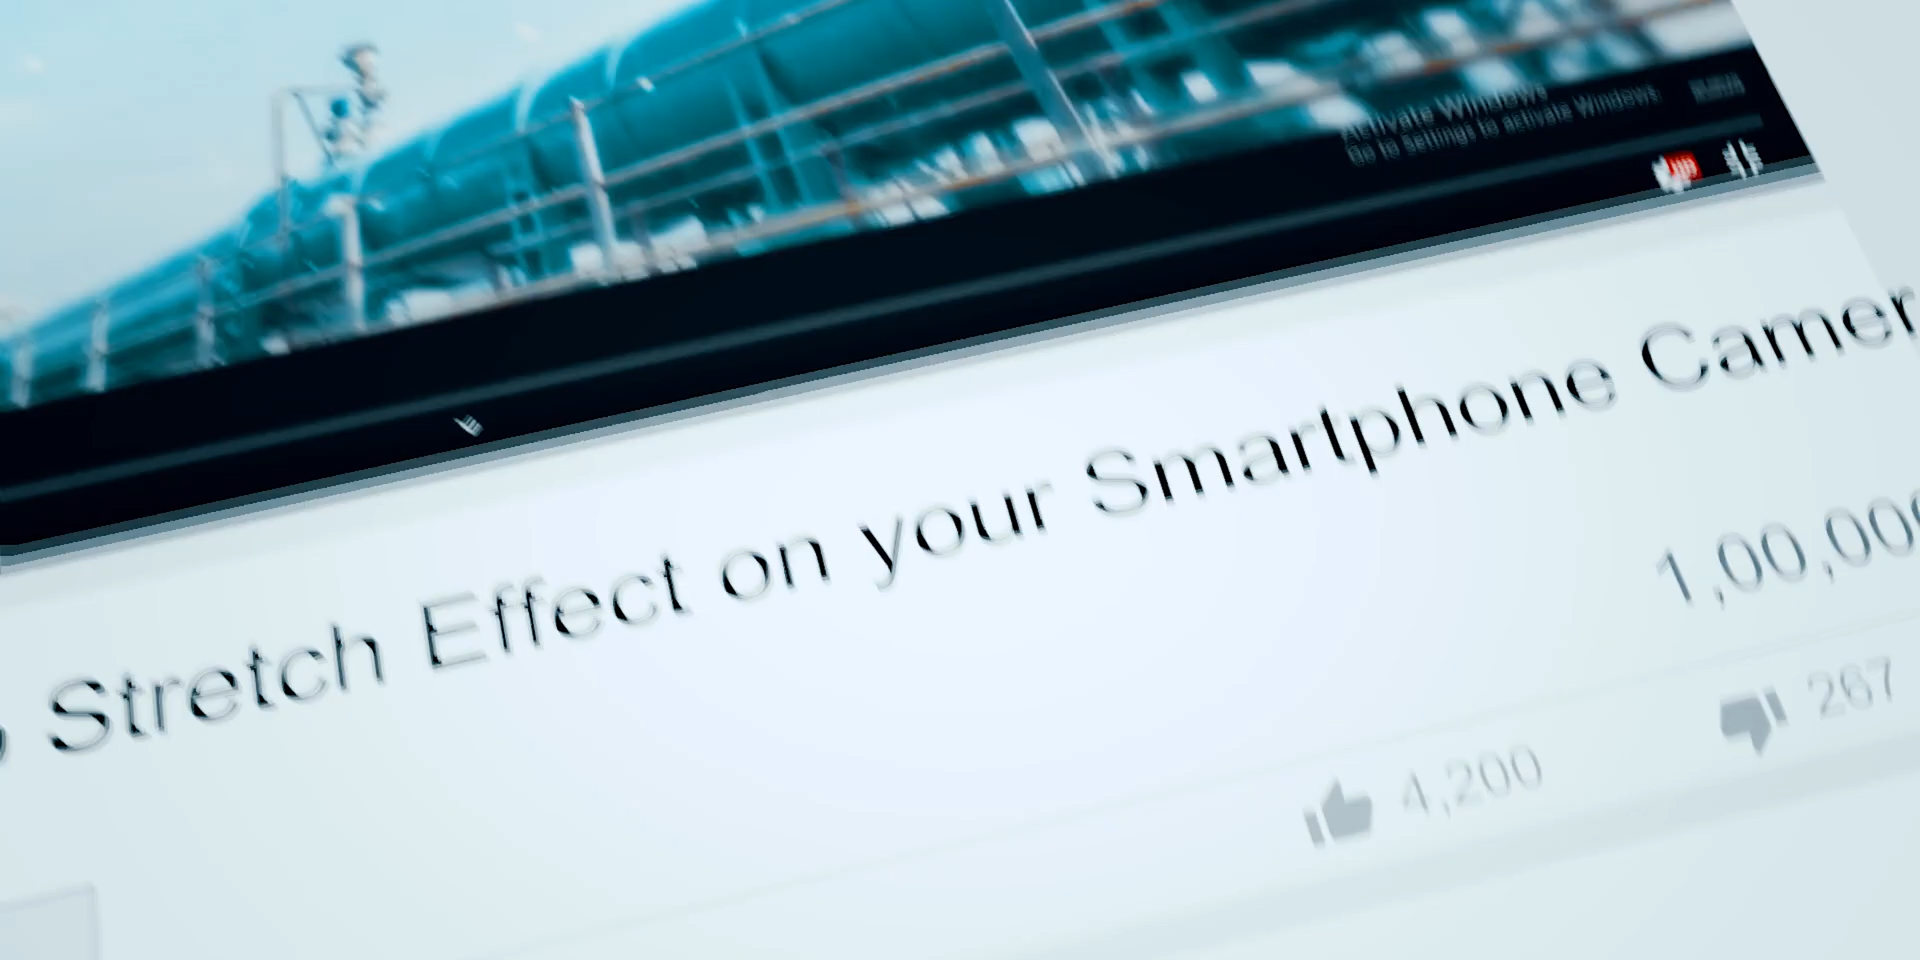 Activate Windows
Go to Settings to activate Windows.
Stretch Effect on your Smartphone Camer
1,00,00
4,200
267